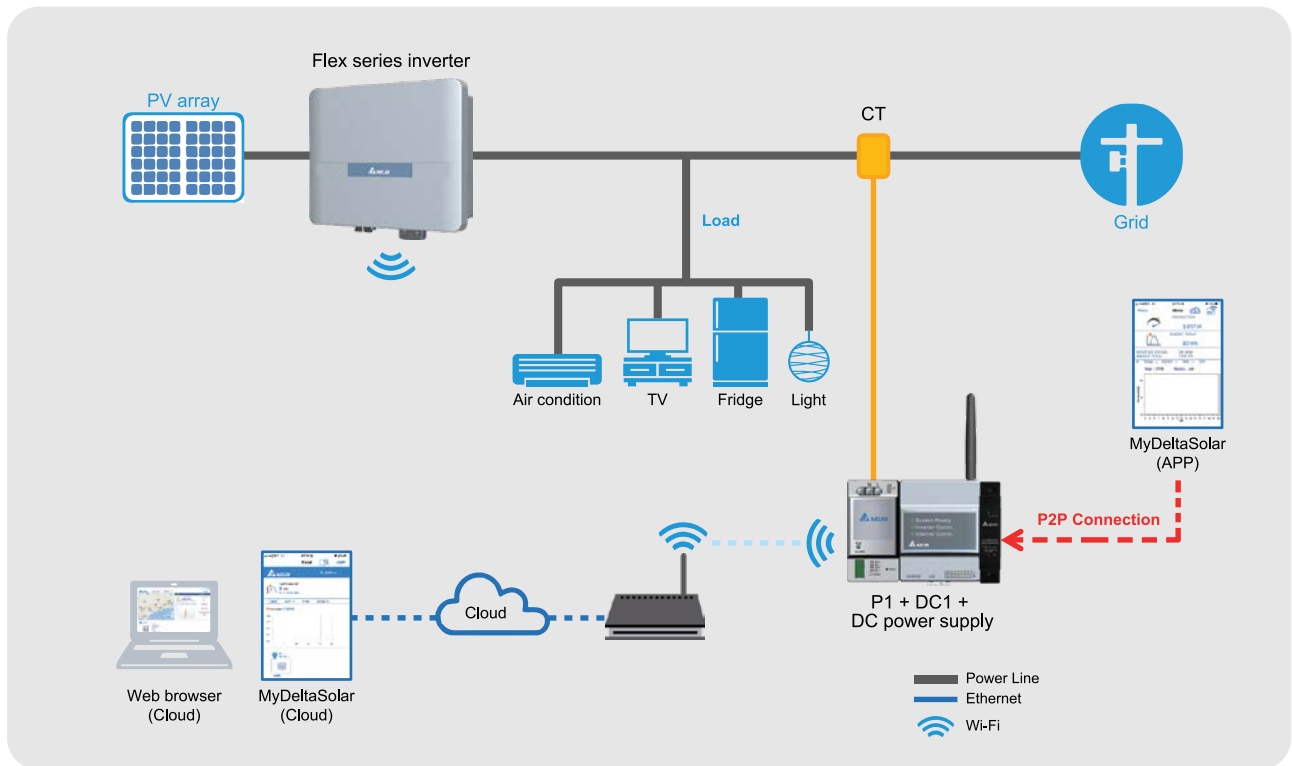 Flex series inverter
PV array
CT
Grid
Load
Air condition
TV
Fridge
Light
MyDeltaSolar
(APP)
P2P Connection
P1 + DC1 +
DC power supply
Cloud
Web browser
(Cloud)
MyDeltaSolar
(Cloud)
Power Line
Ethernet
Wi-Fi